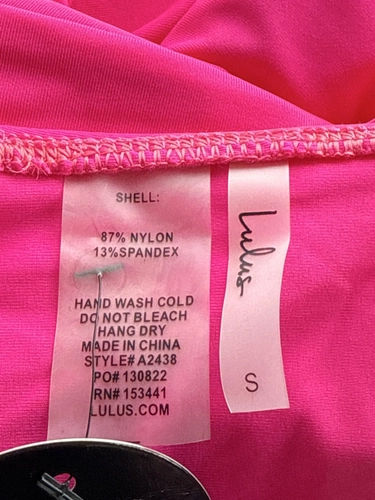 SHELL:
87% NYLON
13%SPANDEX
HAND WASH COLD
DO NOT BLEACH
HANG DRY
MADE IN CHINA
STYLE# A2438
PO# 130822
RN# 153441
LULUS.COM
Lulus
S